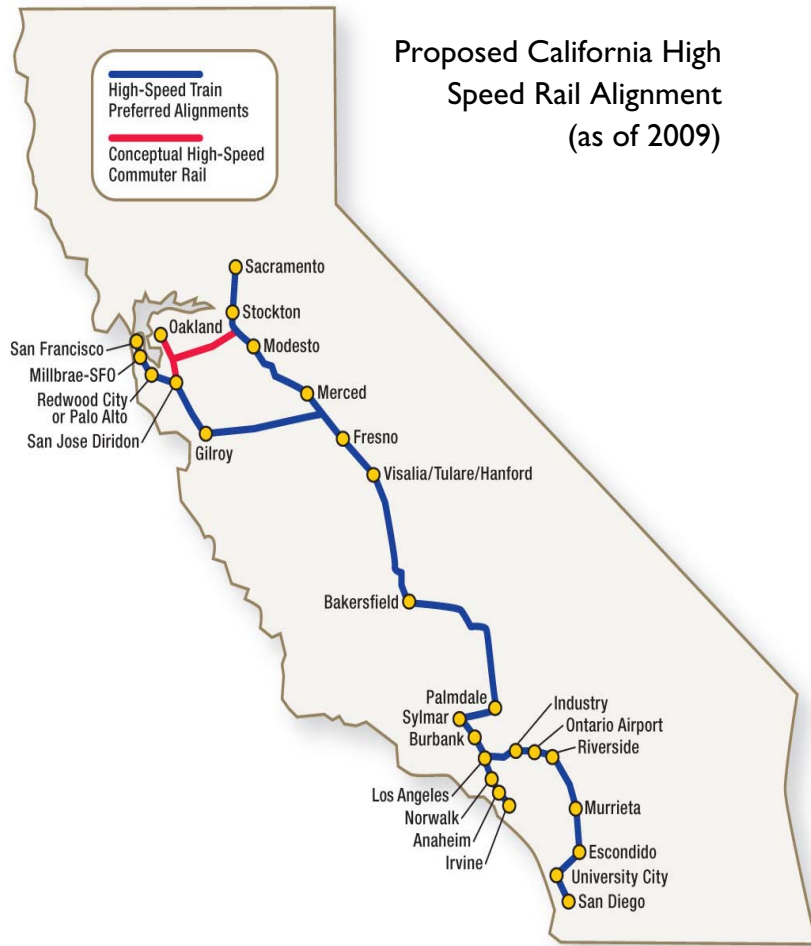 Proposed California High
Speed Rail Alignment
(as of 2009)
High-Speed Train
Preferred Alignments
Conceptual High-Speed
Commuter Rail
Sacramento
Stockton
Oakland
San Francisco
Modesto
Millbrae-SFO
Merced
Redwood City
or Palo Alto
San Jose Diridon
Gilroy
Fresno
Visalia/Tulare/Hanford
Bakersfield
Palmdale
Industry
Sylmar
Ontario Airport
Burbank
Riverside
Los Angeles
Norwalk
Murrieta
Anaheim
Irvine
Escondido
University City
San Diego